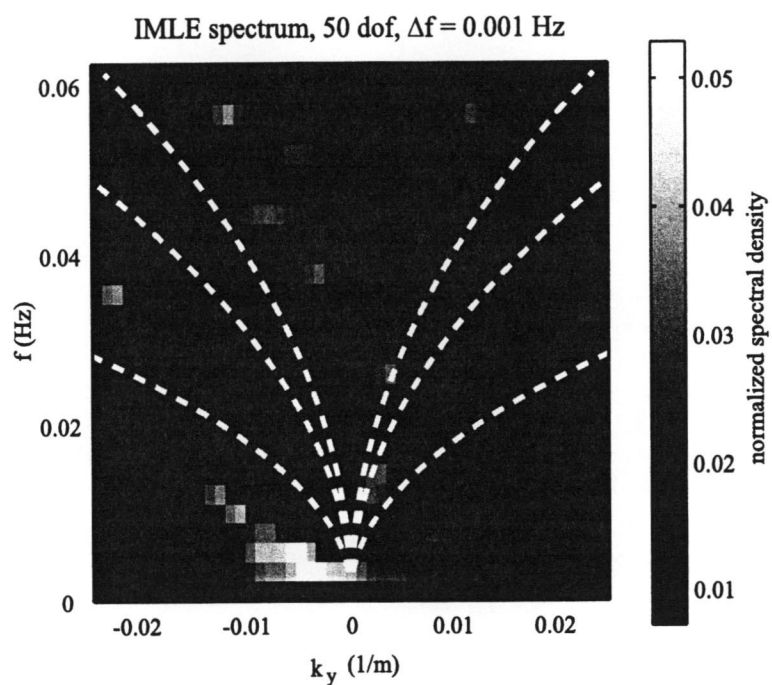 IMLE spectrum, 50 dof, Δf = 0.001 Hz
0.06
0.04
0.02
0
f (Hz)
-0.02 -0.01 0 0.01 0.02
k y (1/m)
0.05
0.04
0.03
0.02
0.01
normalized spectral density